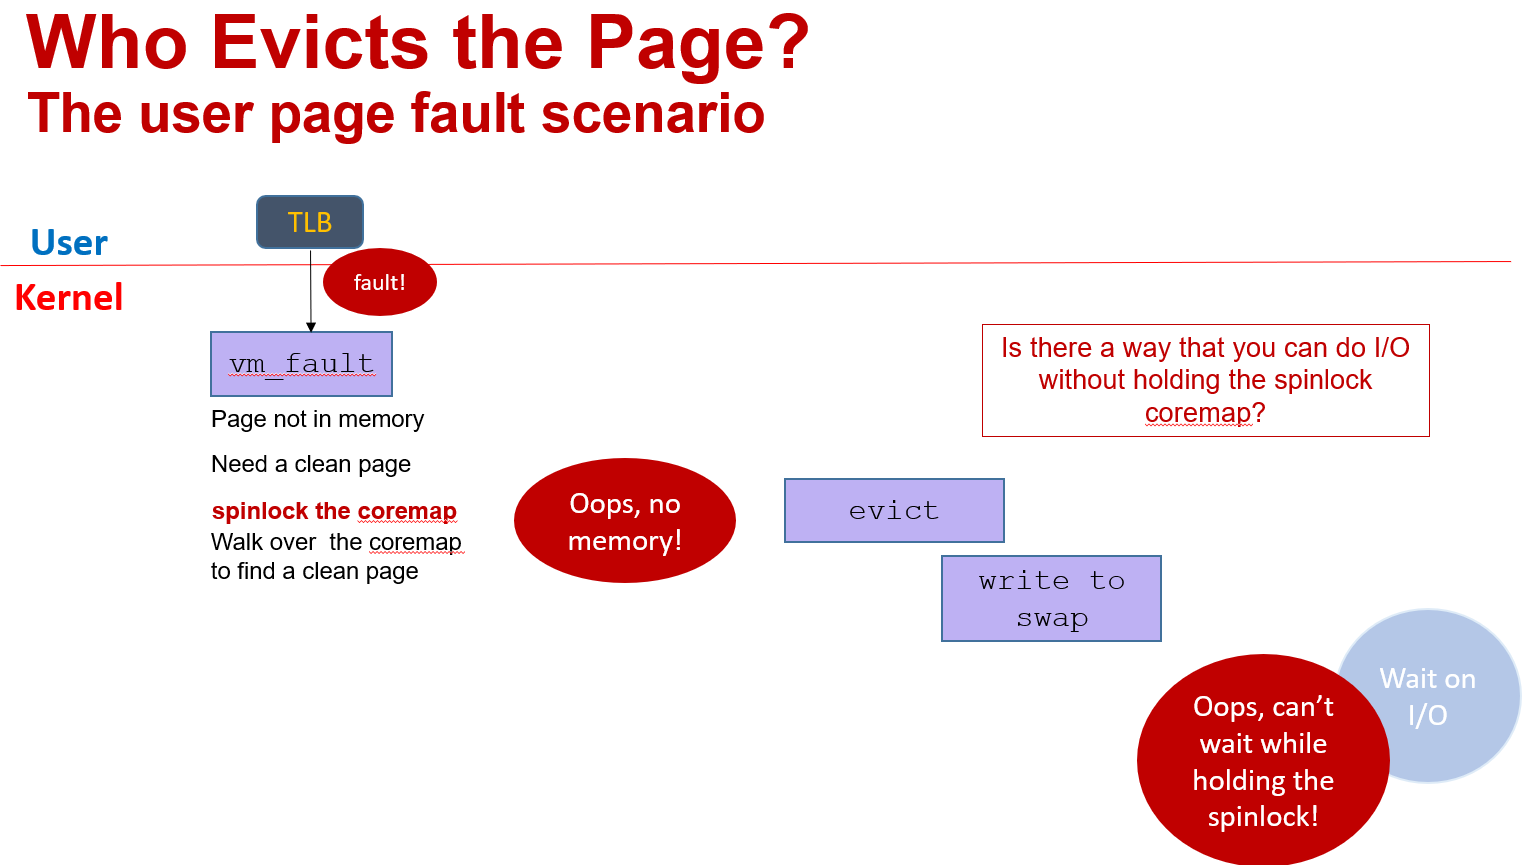 Who Evicts the Page?
The user page fault scenario
TLB
User
fault!
Kernel
vm_fault
Page not in memory
Need a clean page
spinlock the coremap
Walk over  the coremap
to find a clean page
Oops, no
memory!
Is there a way that you can do I/O
without holding the spinlock
coremap?
evict
write to
swap
Wait on
I/O
Oops, can’t
wait while
holding the
spinlock!